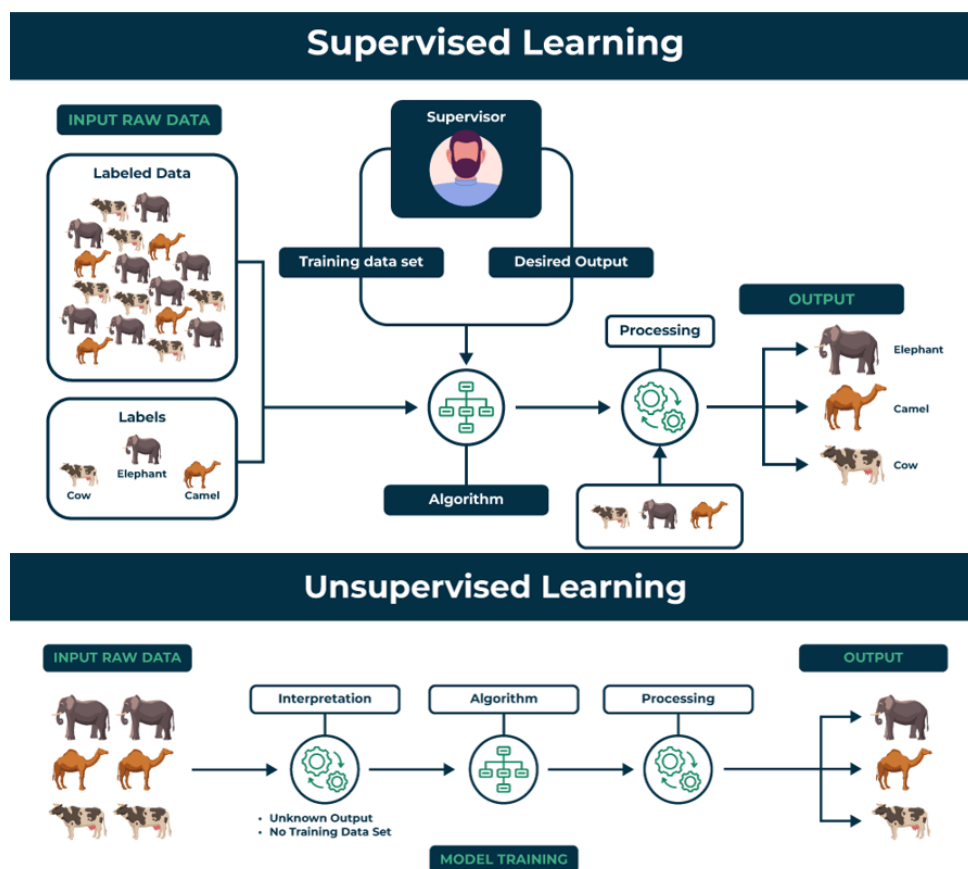 Supervised Learning
INPUT RAW DATA
Labeled Data
Labels
Elephant
Cow
Camel
Supervisor
Training data set
Desired Output
Algorithm
Processing
OUTPUT
Elephant
Camel
Cow
Unsupervised Learning
INPUT RAW DATA
OUTPUT
Interpretation
Algorithm
Processing
• Unknown Output
• No Training Data Set
MODEL TRAINING